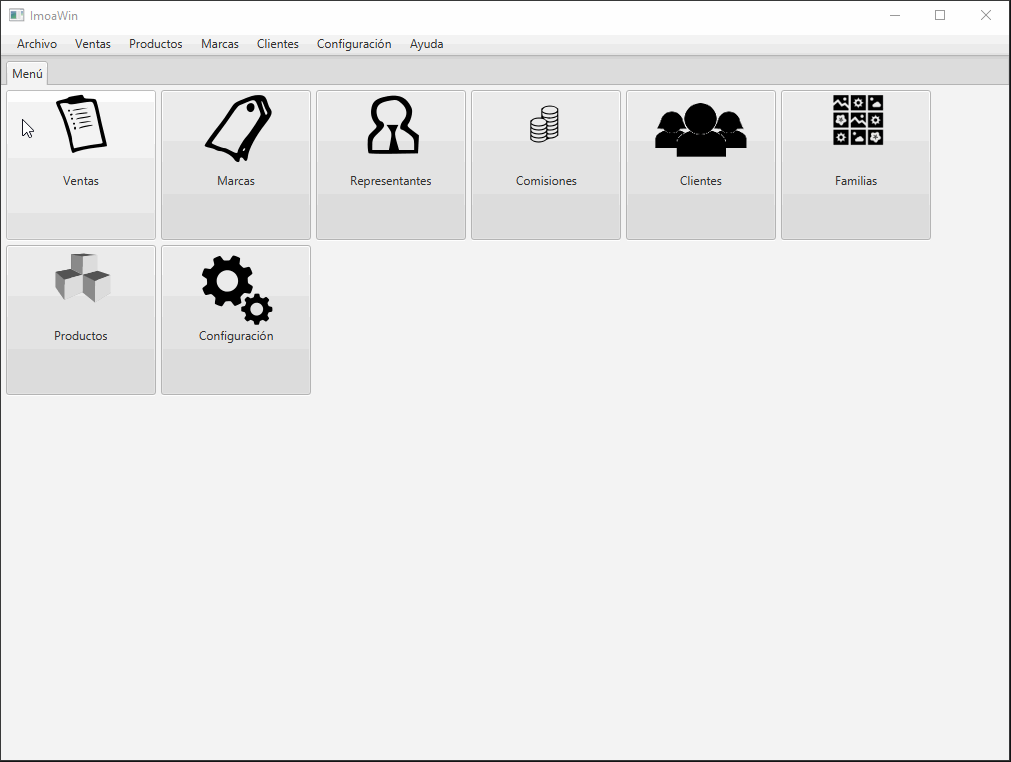 ImoaWin
Archivo Ventas Productos Marcas Clientes Configuración Ayuda
Menú
Ventas Marcas Representantes Comisiones Clientes Familias
Productos Configuración